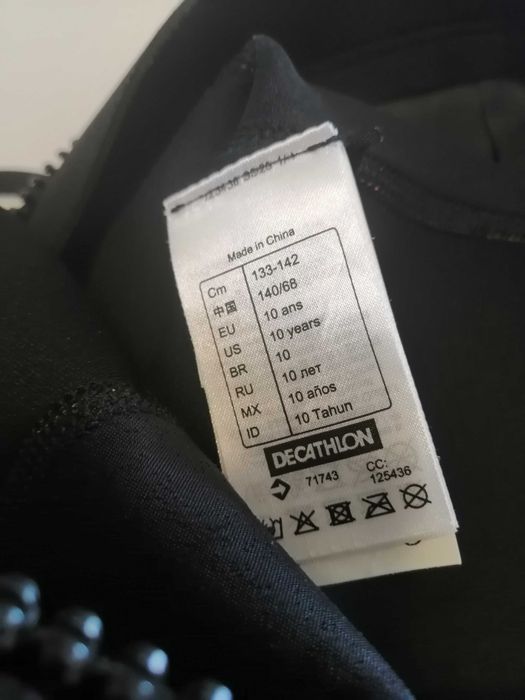 Made in China
Cm 133-142
中国 140/68
EU 10 ans
US 10 years
BR 10
RU 10 лет
MX 10 años
ID 10 Tahun
DECATHLON
71743 CC: 125436